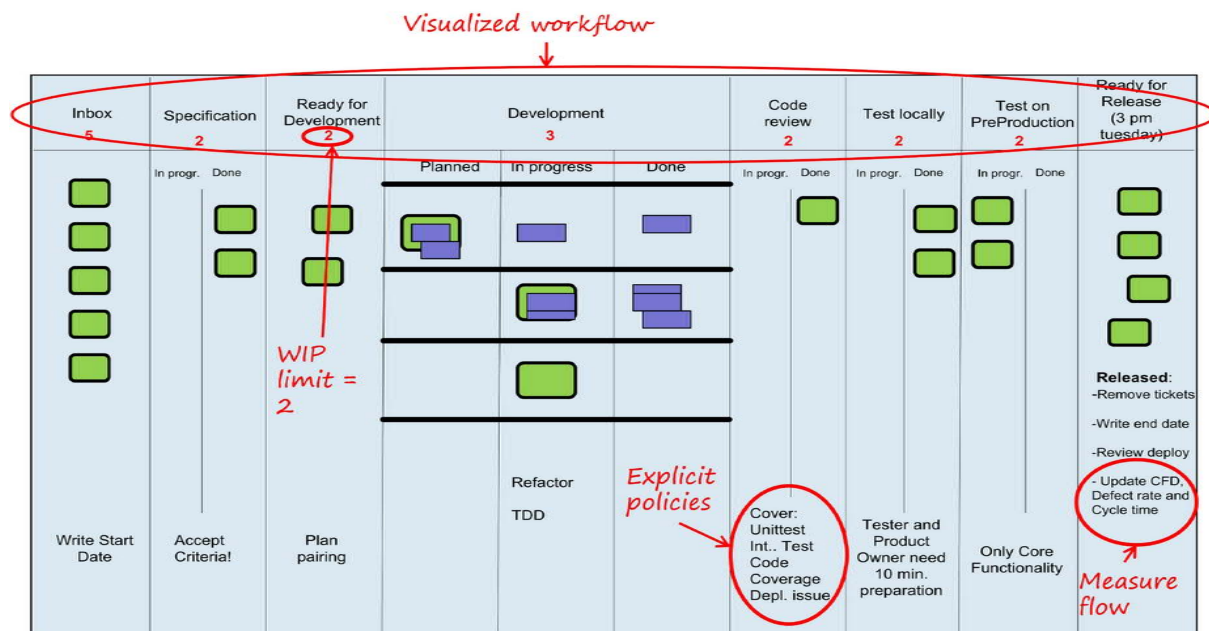 Visualized workflow
Inbox
5
Specification
2
Ready for
Development
2
Development
3
Code
review
2
Test locally
2
Test on
PreProduction
2
Ready for
Release
(3 pm
tuesday)
Planned
In progress
Done
In progr. Done
In progr. Done
In progr. Done
In progr. Done
WIP
limit =
2
Released:
-Remove tickets
-Write end date
-Review deploy
- Update CFD,
Defect rate and
Cycle time
Explicit
policies
Refactor
TDD
Write Start
Date
Accept
Criteria!
Plan
pairing
Cover:
Unittest
Int.. Test
Code
Coverage
Depl. issue
Tester and
Product
Owner need
10 min.
preparation
Only Core
Functionality
Measure
flow